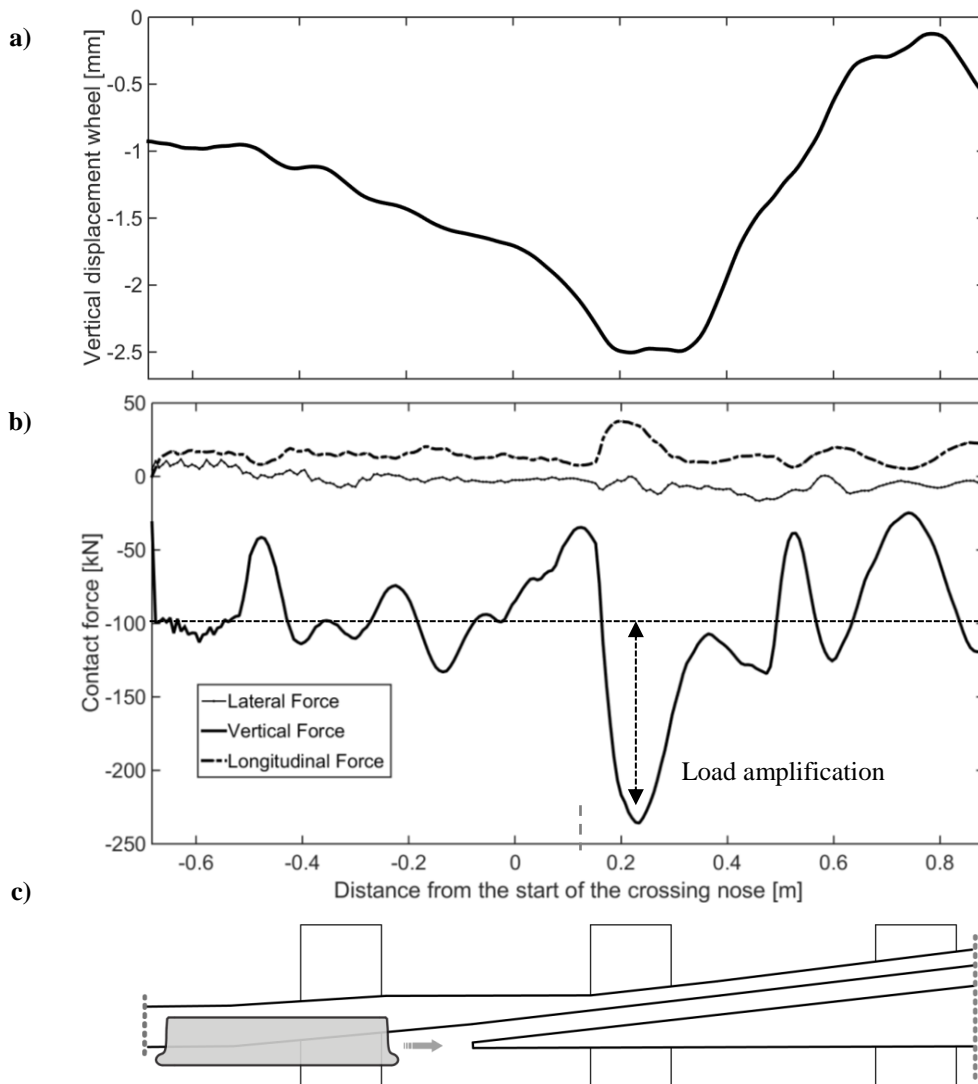 a)
Vertical displacement wheel [mm]
0
-0.5
-1
-1.5
-2
-2.5
b)
Contact force [kN]
50
0
-50
-100
-150
-200
-250
Lateral Force
Vertical Force
Longitudinal Force
Load amplification
-0.6 -0.4 -0.2 0 0.2 0.4 0.6 0.8
Distance from the start of the crossing nose [m]
c)